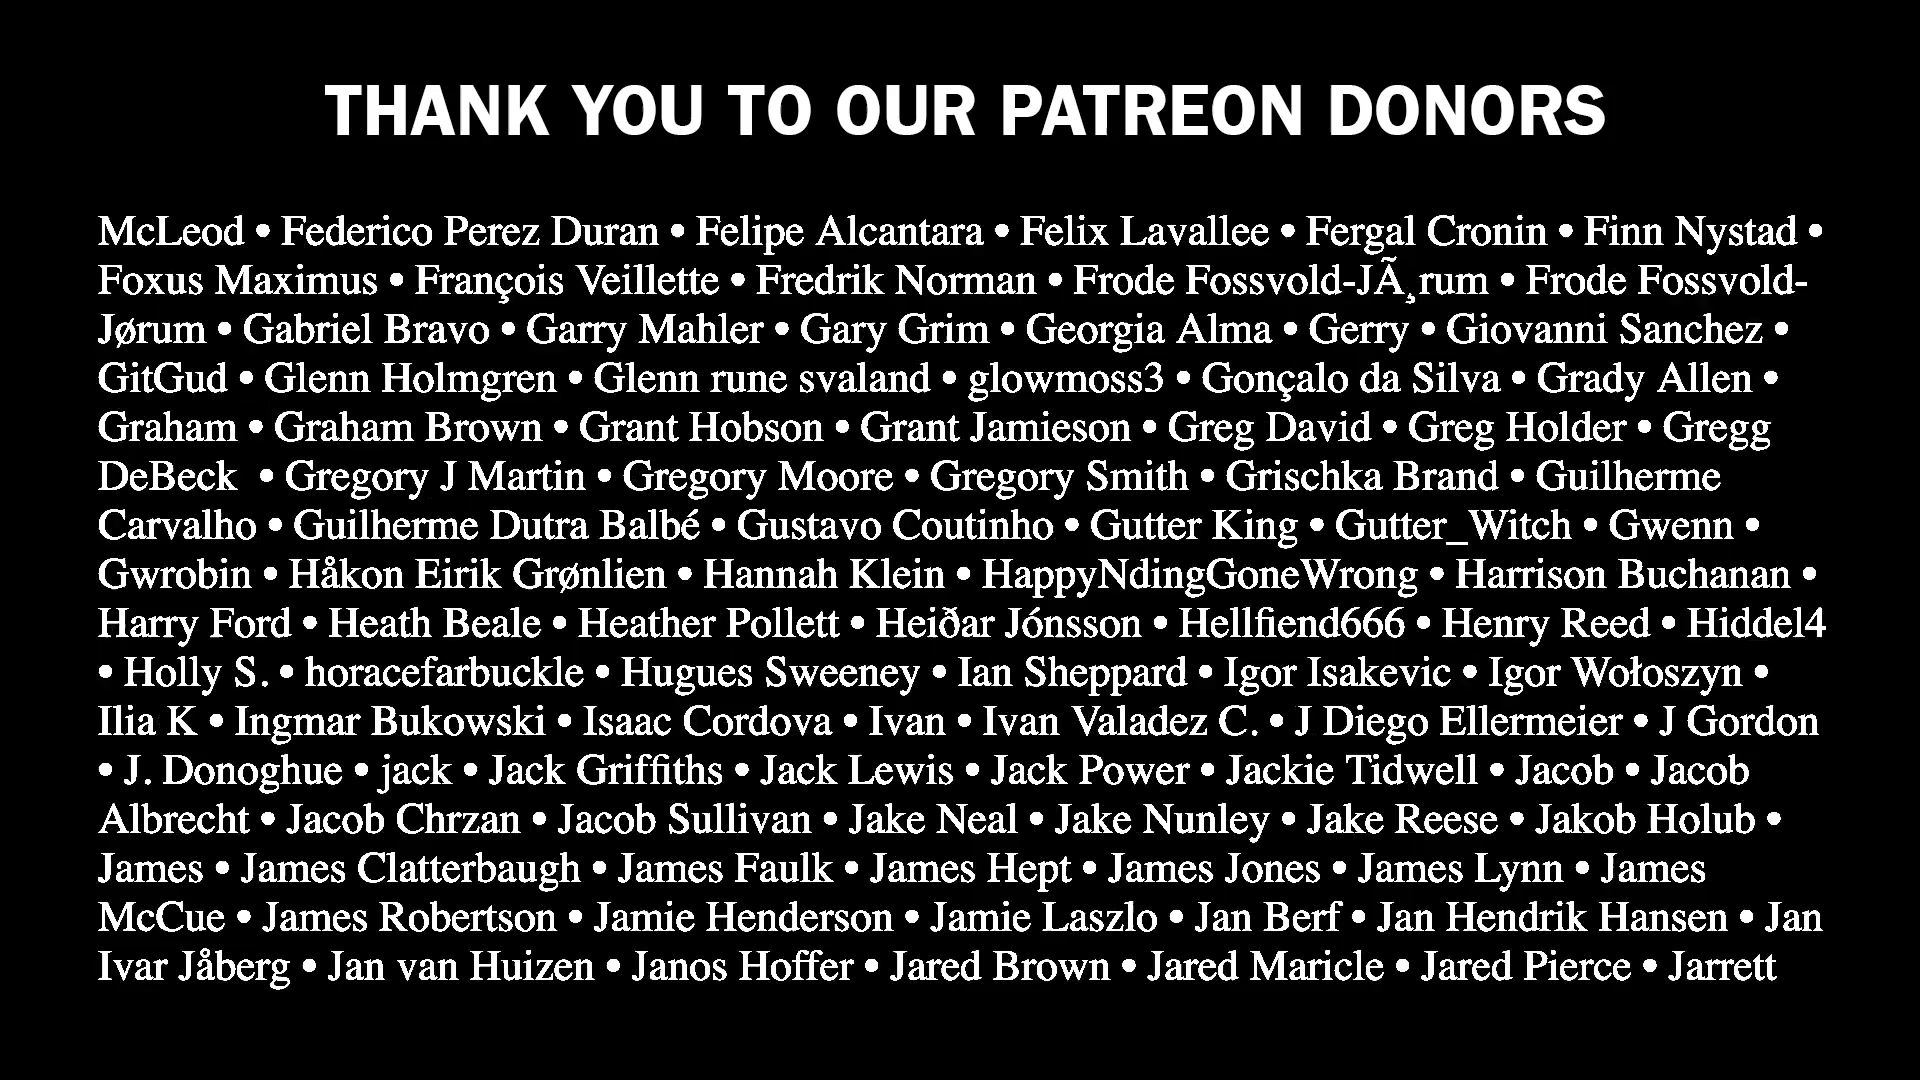 THANK YOU TO OUR PATREON DONORS
McLeod • Federico Perez Duran • Felipe Alcantara • Felix Lavallee • Fergal Cronin • Finn Nystad •
Foxus Maximus • François Veillette • Fredrik Norman • Frode Fossvold-JÃ¸rum • Frode Fossvold-
Jørum • Gabriel Bravo • Garry Mahler • Gary Grim • Georgia Alma • Gerry • Giovanni Sanchez •
GitGud • Glenn Holmgren • Glenn rune svaland • glowmoss3 • Gonçalo da Silva • Grady Allen •
Graham • Graham Brown • Grant Hobson • Grant Jamieson • Greg David • Greg Holder • Gregg
DeBeck • Gregory J Martin • Gregory Moore • Gregory Smith • Grischka Brand • Guilherme
Carvalho • Guilherme Dutra Balbé • Gustavo Coutinho • Gutter King • Gutter_Witch • Gwenn •
Gwrobin • Håkon Eirik Grønlien • Hannah Klein • HappyNdingGoneWrong • Harrison Buchanan •
Harry Ford • Heath Beale • Heather Pollett • Heiðar Jónsson • Hellfiend666 • Henry Reed • Hiddel4
• Holly S. • horacefarbuckle • Hugues Sweeney • Ian Sheppard • Igor Isakevic • Igor Wołoszyn •
Ilia K • Ingmar Bukowski • Isaac Cordova • Ivan • Ivan Valadez C. • J Diego Ellermeier • J Gordon
• J. Donoghue • jack • Jack Griffiths • Jack Lewis • Jack Power • Jackie Tidwell • Jacob • Jacob
Albrecht • Jacob Chrzan • Jacob Sullivan • Jake Neal • Jake Nunley • Jake Reese • Jakob Holub •
James • James Clatterbaugh • James Faulk • James Hept • James Jones • James Lynn • James
McCue • James Robertson • Jamie Henderson • Jamie Laszlo • Jan Berf • Jan Hendrik Hansen • Jan
Ivar Jåberg • Jan van Huizen • Janos Hoffer • Jared Brown • Jared Maricle • Jared Pierce • Jarrett